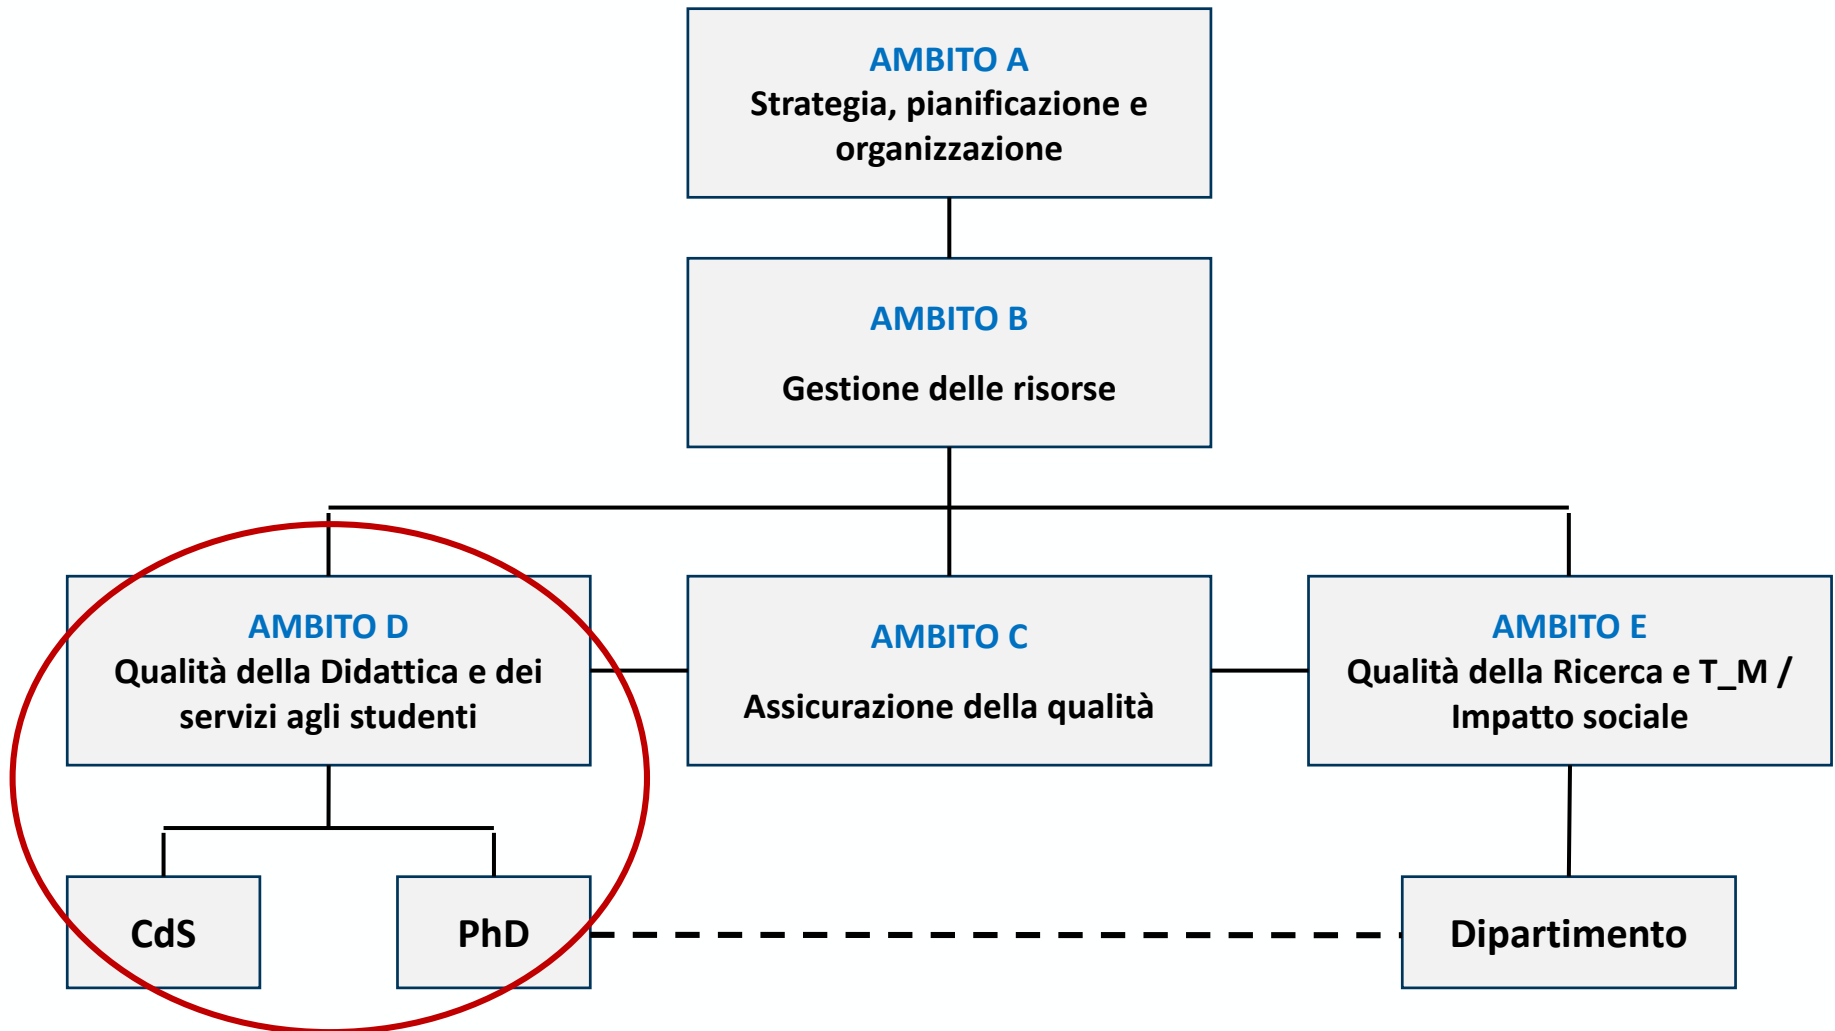 AMBITO A
Strategia, pianificazione e
organizzazione
AMBITO B
Gestione delle risorse
AMBITO D
Qualità della Didattica e dei
servizi agli studenti
AMBITO C
Assicurazione della qualità
AMBITO E
Qualità della Ricerca e T_M /
Impatto sociale
CdS
PhD
Dipartimento